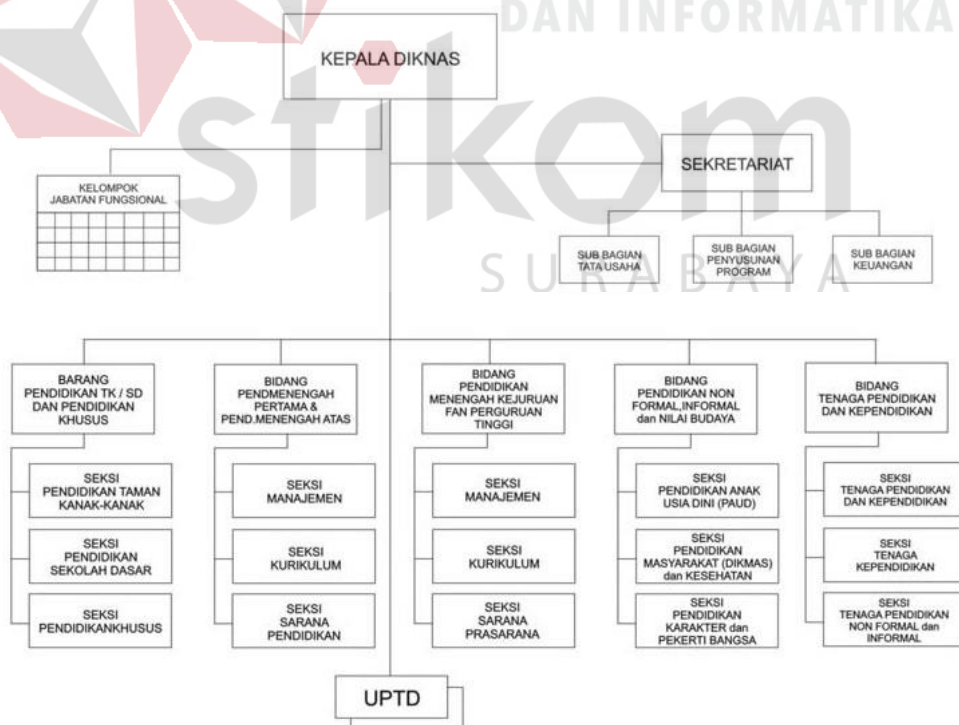 DAN INFORMATIKA
stikom
SURABAYA
KEPALA DIKNAS
SEKRETARIAT
KELOMPOK
JABATAN FUNGSIONAL
SUB BAGIAN
TATA USAHA
SUB BAGIAN
PENYUSUNAN
PROGRAM
SUB BAGIAN
KEUANGAN
BARANG
PENDIDIKAN TK / SD
DAN PENDIDIKAN
KHUSUS
BIDANG
PENDMENENGAH
PERTAMA &
PEND.MENENGAH ATAS
BIDANG
PENDIDIKAN
MENENGAH KEJURUAN
FAN PERGURUAN
TINGGI
BIDANG
PENDIDIKAN NON
FORMAL,INFORMAL
dan NILAI BUDAYA
BIDANG
TENAGA PENDIDIKAN
DAN KEPENDIDIKAN
SEKSI
PENDIDIKAN TAMAN
KANAK-KANAK
SEKSI
MANAJEMEN
SEKSI
MANAJEMEN
SEKSI
PENDIDIKAN ANAK
USIA DINI (PAUD)
SEKSI
TENAGA PENDIDIKAN
DAN KEPENDIDIKAN
SEKSI
PENDIDIKAN
SEKOLAH DASAR
SEKSI
KURIKULUM
SEKSI
KURIKULUM
SEKSI
PENDIDIKAN
MASYARAKAT (DIKMAS)
dan KESEHATAN
SEKSI
TENAGA
KEPENDIDIKAN
SEKSI
PENDIDIKANKHUSUS
SEKSI
SARANA
PENDIDIKAN
SEKSI
SARANA
PRASARANA
SEKSI
PENDIDIKAN
KARAKTER dan
PEKERTI BANGSA
SEKSI
TENAGA PENDIDIKAN
NON FORMAL dan
INFORMAL
UPTD